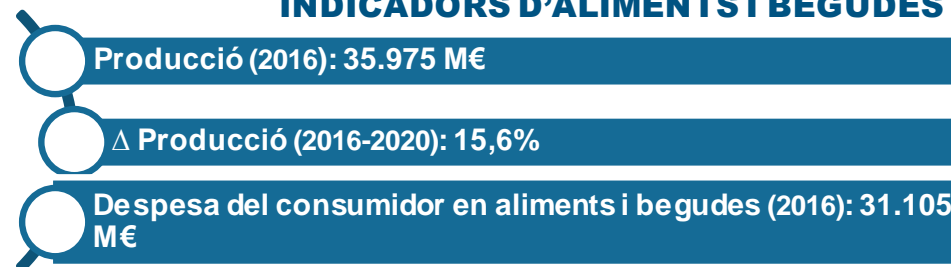 INDICADORS D'ALIMENTS I BEGUDES
Producció (2016): 35.975 M€
∆ Producció (2016-2020): 15,6%
Despesa del consumidor en aliments i begudes (2016): 31.105
M€